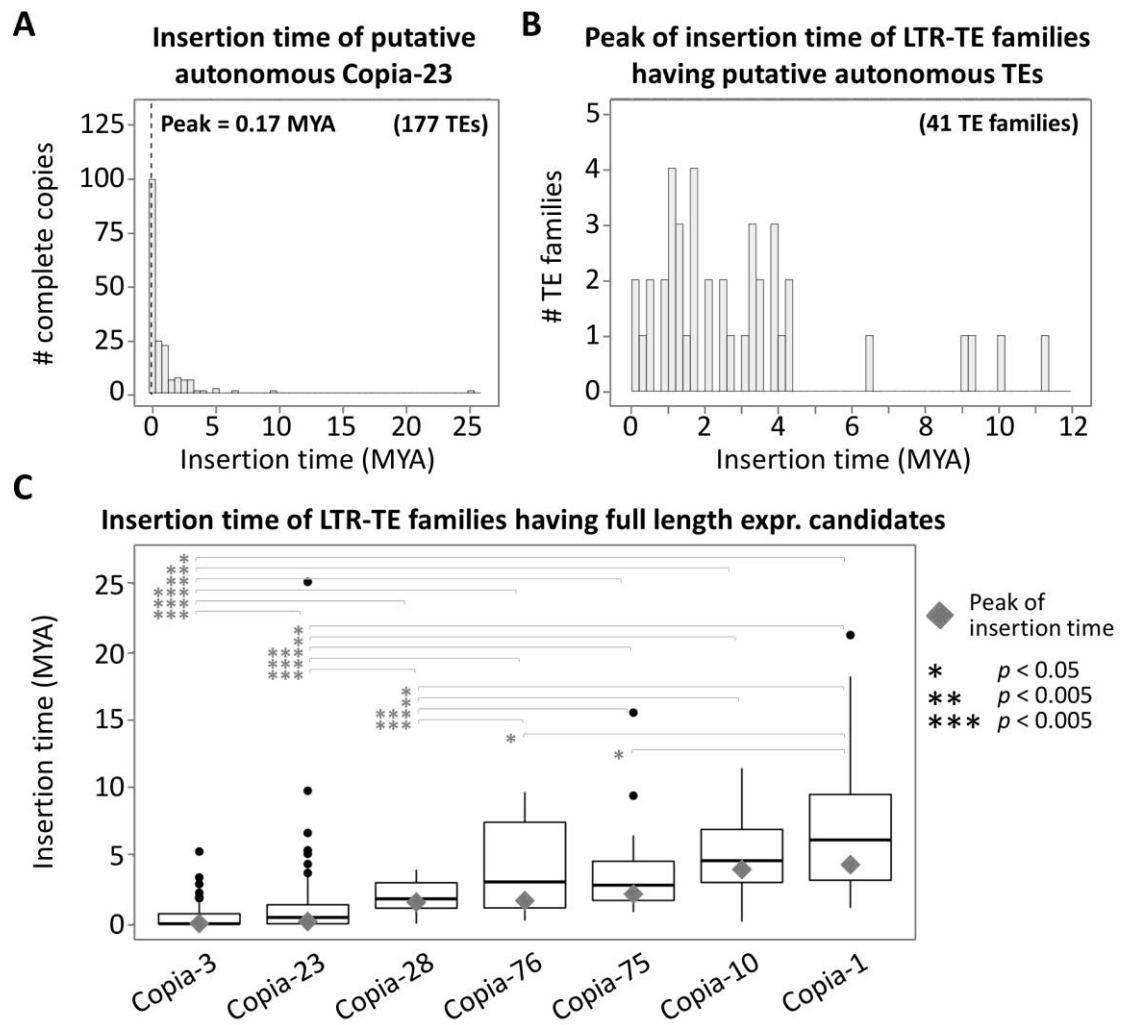 A
Insertion time of putative
autonomous Copia-23
Peak = 0.17 MYA (177 TEs)
# complete copies
125
100
75
50
25
0
0 5 10 15 20 25
Insertion time (MYA)
B
Peak of insertion time of LTR-TE families
having putative autonomous TEs
(41 TE families)
# TE families
5
4
3
2
1
0
0 2 4 6 8 10 12
Insertion time (MYA)
C
Insertion time of LTR-TE families having full length expr. candidates
Insertion time (MYA)
25
20
15
10
5
0
*
**
**
***
***
***
*
*
***
***
***
*
*
***
***
*
*
Copia-3 Copia-23 Copia-28 Copia-76 Copia-75 Copia-10 Copia-1
Peak of
insertion time
* p < 0.05
** p < 0.005
*** p < 0.005